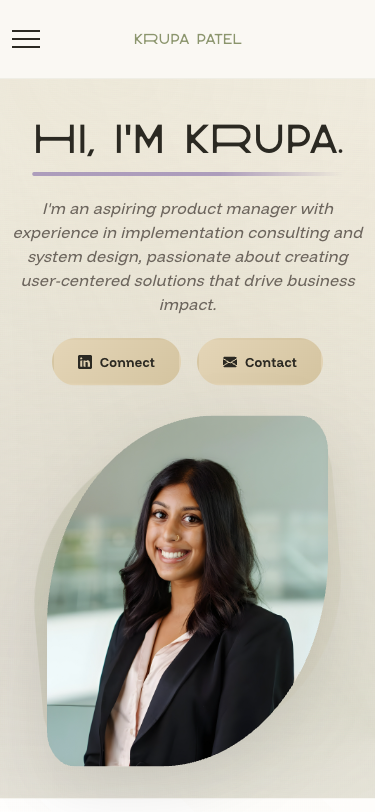 KRUPA PATEL
HI, I'M KRUPA.
I'm an aspiring product manager with
experience in implementation consulting and
system design, passionate about creating
user-centered solutions that drive business
impact.
Connect
Contact